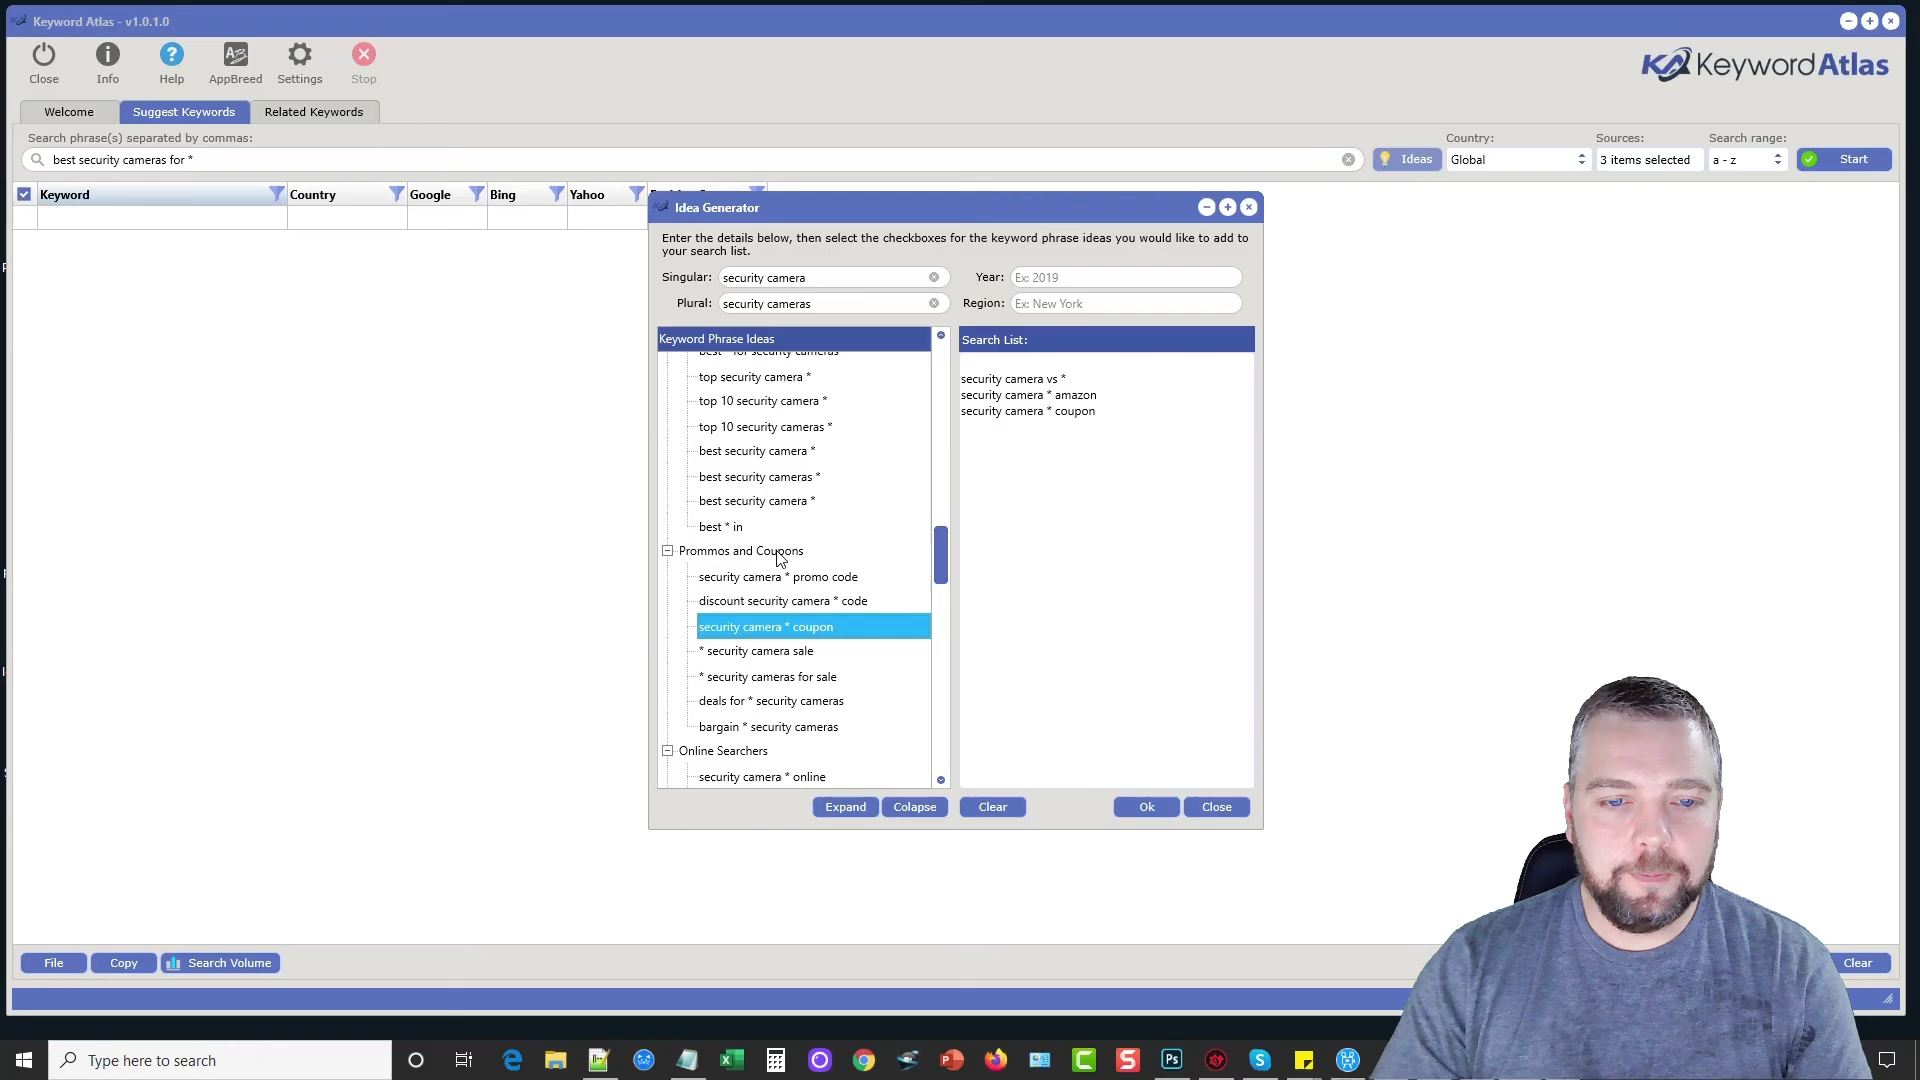 Keyword Atlas - v1.0.1.0
Close
Info
Help
AppBreed
Settings
Stop
KA KeywordAtlas
Welcome
Suggest Keywords
Related Keywords
Search phrase(s) separated by commas:
Country:
Sources:
Search range:
best security cameras for *
Ideas
Global
3 items selected
a - z
Start
Keyword
Country
Google
Bing
Yahoo
Idea Generator
Enter the details below, then select the checkboxes for the keyword phrase ideas you would like to add to
your search list.
Singular:
security camera
Year:
Ex: 2019
Plural:
security cameras
Region:
Ex: New York
Keyword Phrase Ideas
best * for security cameras
top security camera *
top 10 security camera *
top 10 security cameras *
best security camera *
best security cameras *
best security camera *
best * in
Prommos and Coupons
security camera * promo code
discount security camera * code
security camera * coupon
* security camera sale
* security cameras for sale
deals for * security cameras
bargain * security cameras
Online Searchers
security camera * online
Search List:
security camera vs *
security camera * amazon
security camera * coupon
Expand
Colapse
Clear
Ok
Close
File
Copy
Search Volume
Clear
Type here to search